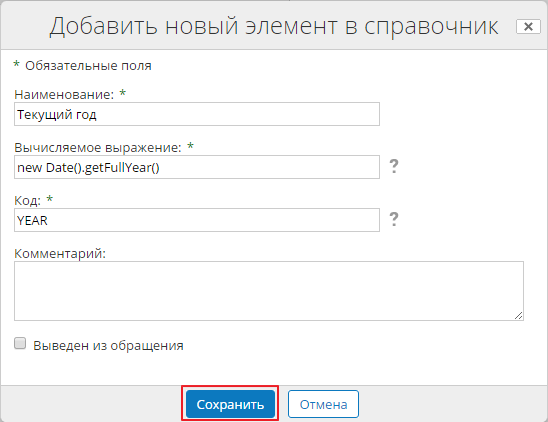 Добавить новый элемент в справочник
* Обязательные поля
Наименование: *
Текущий год
Вычисляемое выражение: *
new Date().getFullYear()
?
Код: *
YEAR
?
Комментарий:
Выведен из обращения
Сохранить
Отмена